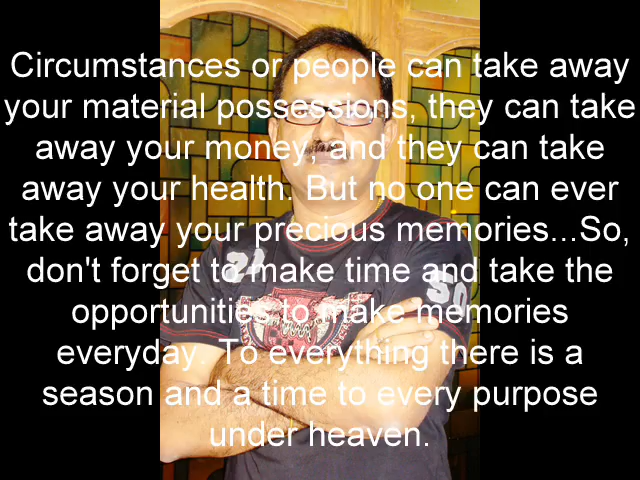 Circumstances or people can take away
your material possessions, they can take
away your money, and they can take
away your health. But no one can ever
take away your precious memories...So,
don't forget to make time and take the
opportunities to make memories
everyday. To everything there is a
season and a time to every purpose
under heaven.
21
50